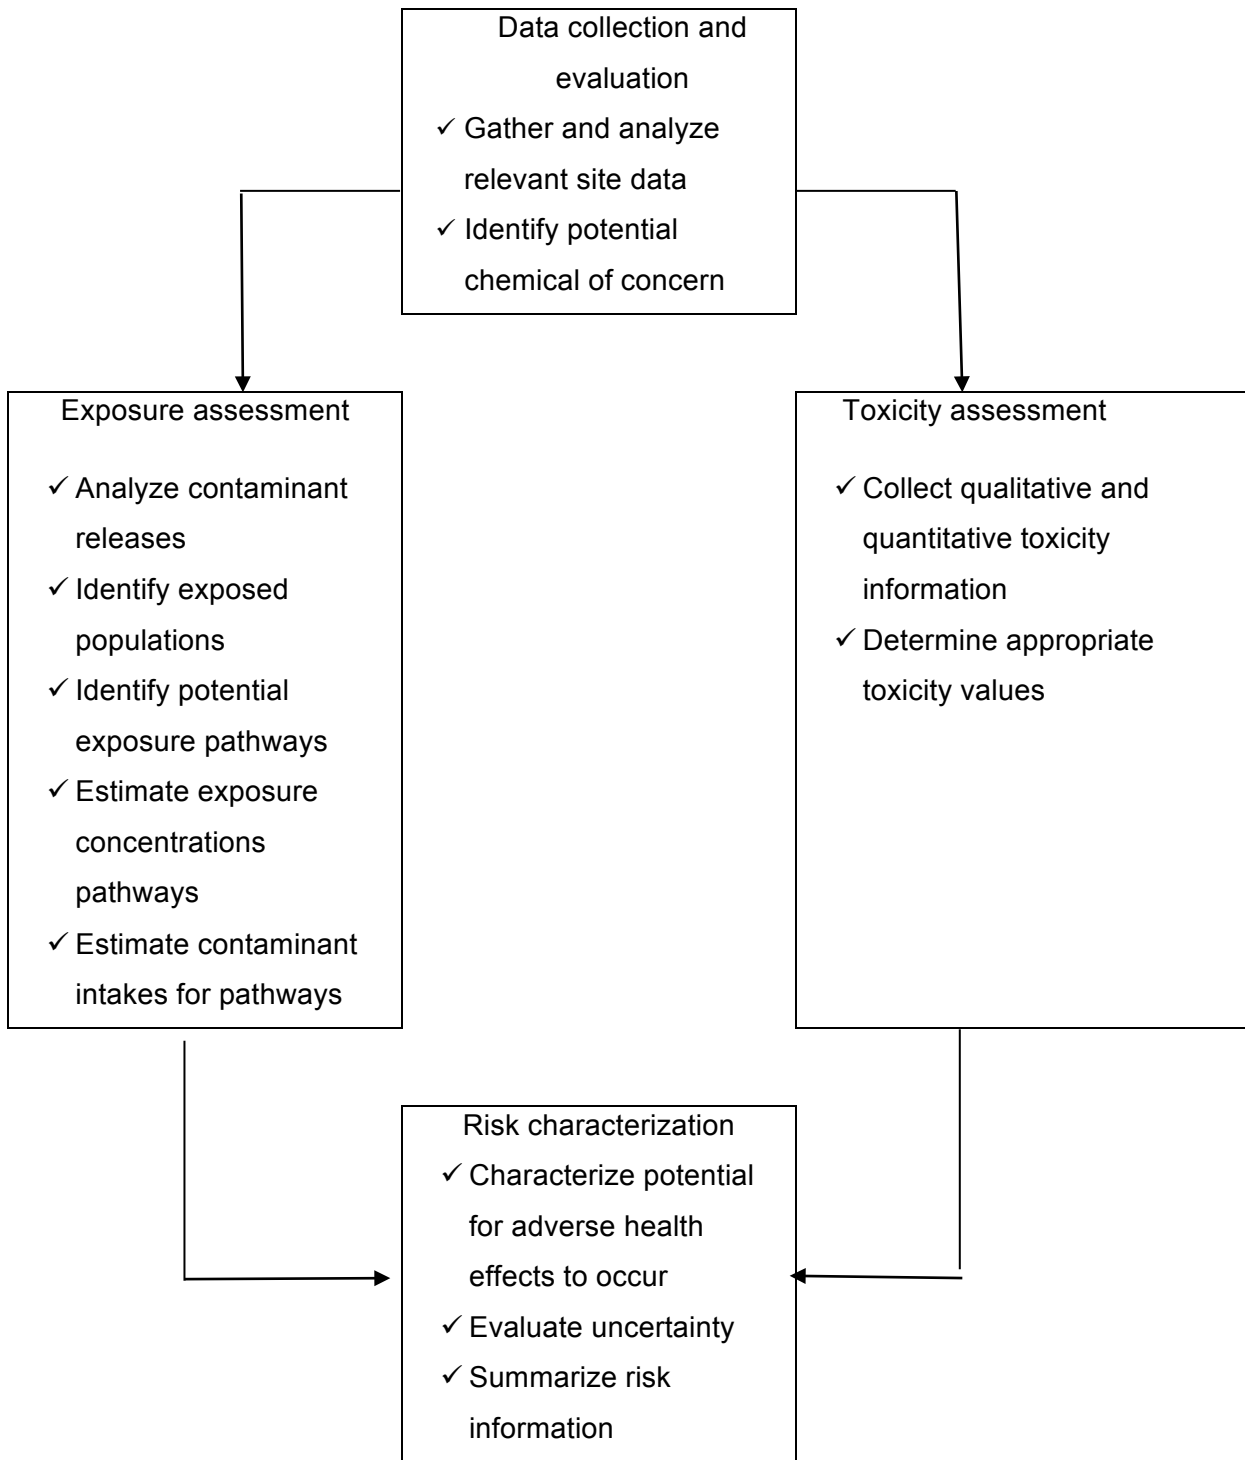 Data collection and
evaluation
✓ Gather and analyze
relevant site data
✓ Identify potential
chemical of concern
Exposure assessment
✓ Analyze contaminant
releases
✓ Identify exposed
populations
✓ Identify potential
exposure pathways
✓ Estimate exposure
concentrations
pathways
✓ Estimate contaminant
intakes for pathways
Toxicity assessment
✓ Collect qualitative and
quantitative toxicity
information
✓ Determine appropriate
toxicity values
Risk characterization
✓ Characterize potential
for adverse health
effects to occur
✓ Evaluate uncertainty
✓ Summarize risk
information